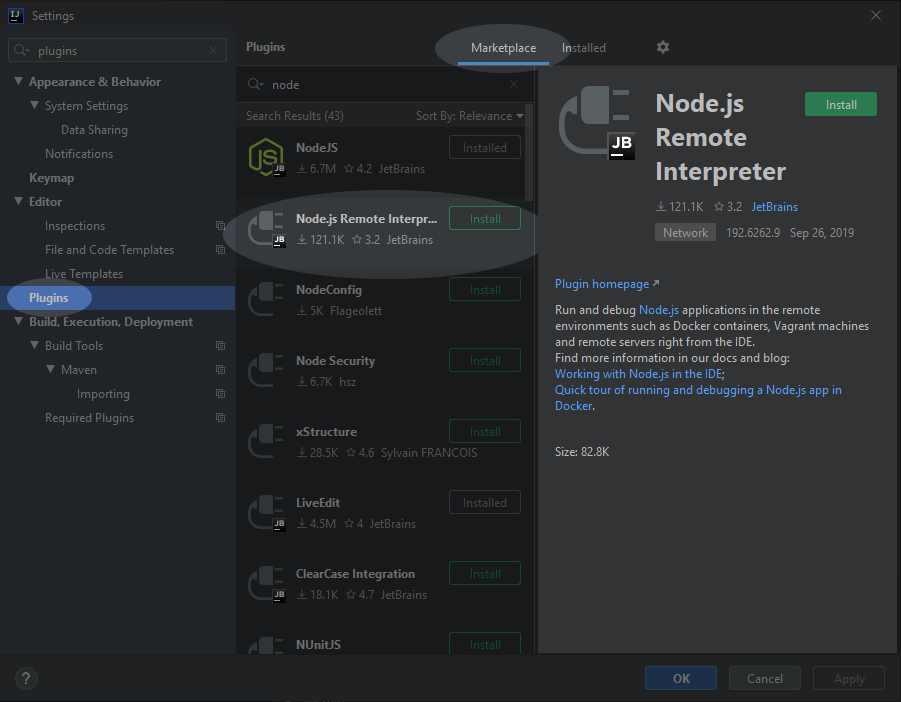 IJ
Settings
plugins
Appearance & Behavior
System Settings
Data Sharing
Notifications
Keymap
Editor
Inspections
File and Code Templates
Live Templates
Plugins
Build, Execution, Deployment
Build Tools
Maven
Importing
Required Plugins
Plugins
Marketplace
Installed
node
Search Results (43)
Sort By: Relevance
JS
JB
NodeJS
Installed
6.7M 4.2 JetBrains
JB
Node.js Remote Interpr...
Install
121.1K 3.2 JetBrains
NodeConfig
Install
5K Flageolett
Node Security
Install
6.7K hsz
xStructure
Install
28.5K 4.6 Sylvain FRANCOIS
JB
LiveEdit
Installed
4.5M 4 JetBrains
JB
ClearCase Integration
Install
18.1K 4.7 JetBrains
NUnitJS
Install
JB
Node.js
Remote
Interpreter
Install
121.1K 3.2 JetBrains
Network 192.6262.9 Sep 26, 2019
Plugin homepage
Run and debug Node.js applications in the remote
environments such as Docker containers, Vagrant machines
and remote servers right from the IDE.
Find more information in our docs and blog:
Working with Node.js in the IDE;
Quick tour of running and debugging a Node.js app in
Docker.
Size: 82.8K
?
OK
Cancel
Apply